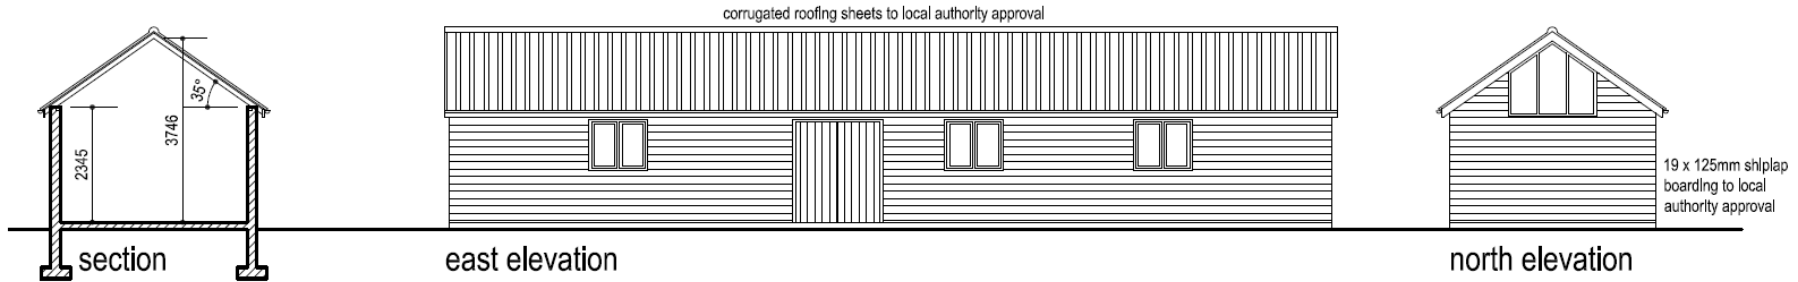 corrugated roofing sheets to local authority approval
35°
3746
2345
19 x 125mm shiplap
boarding to local
authority approval
section
east elevation
north elevation